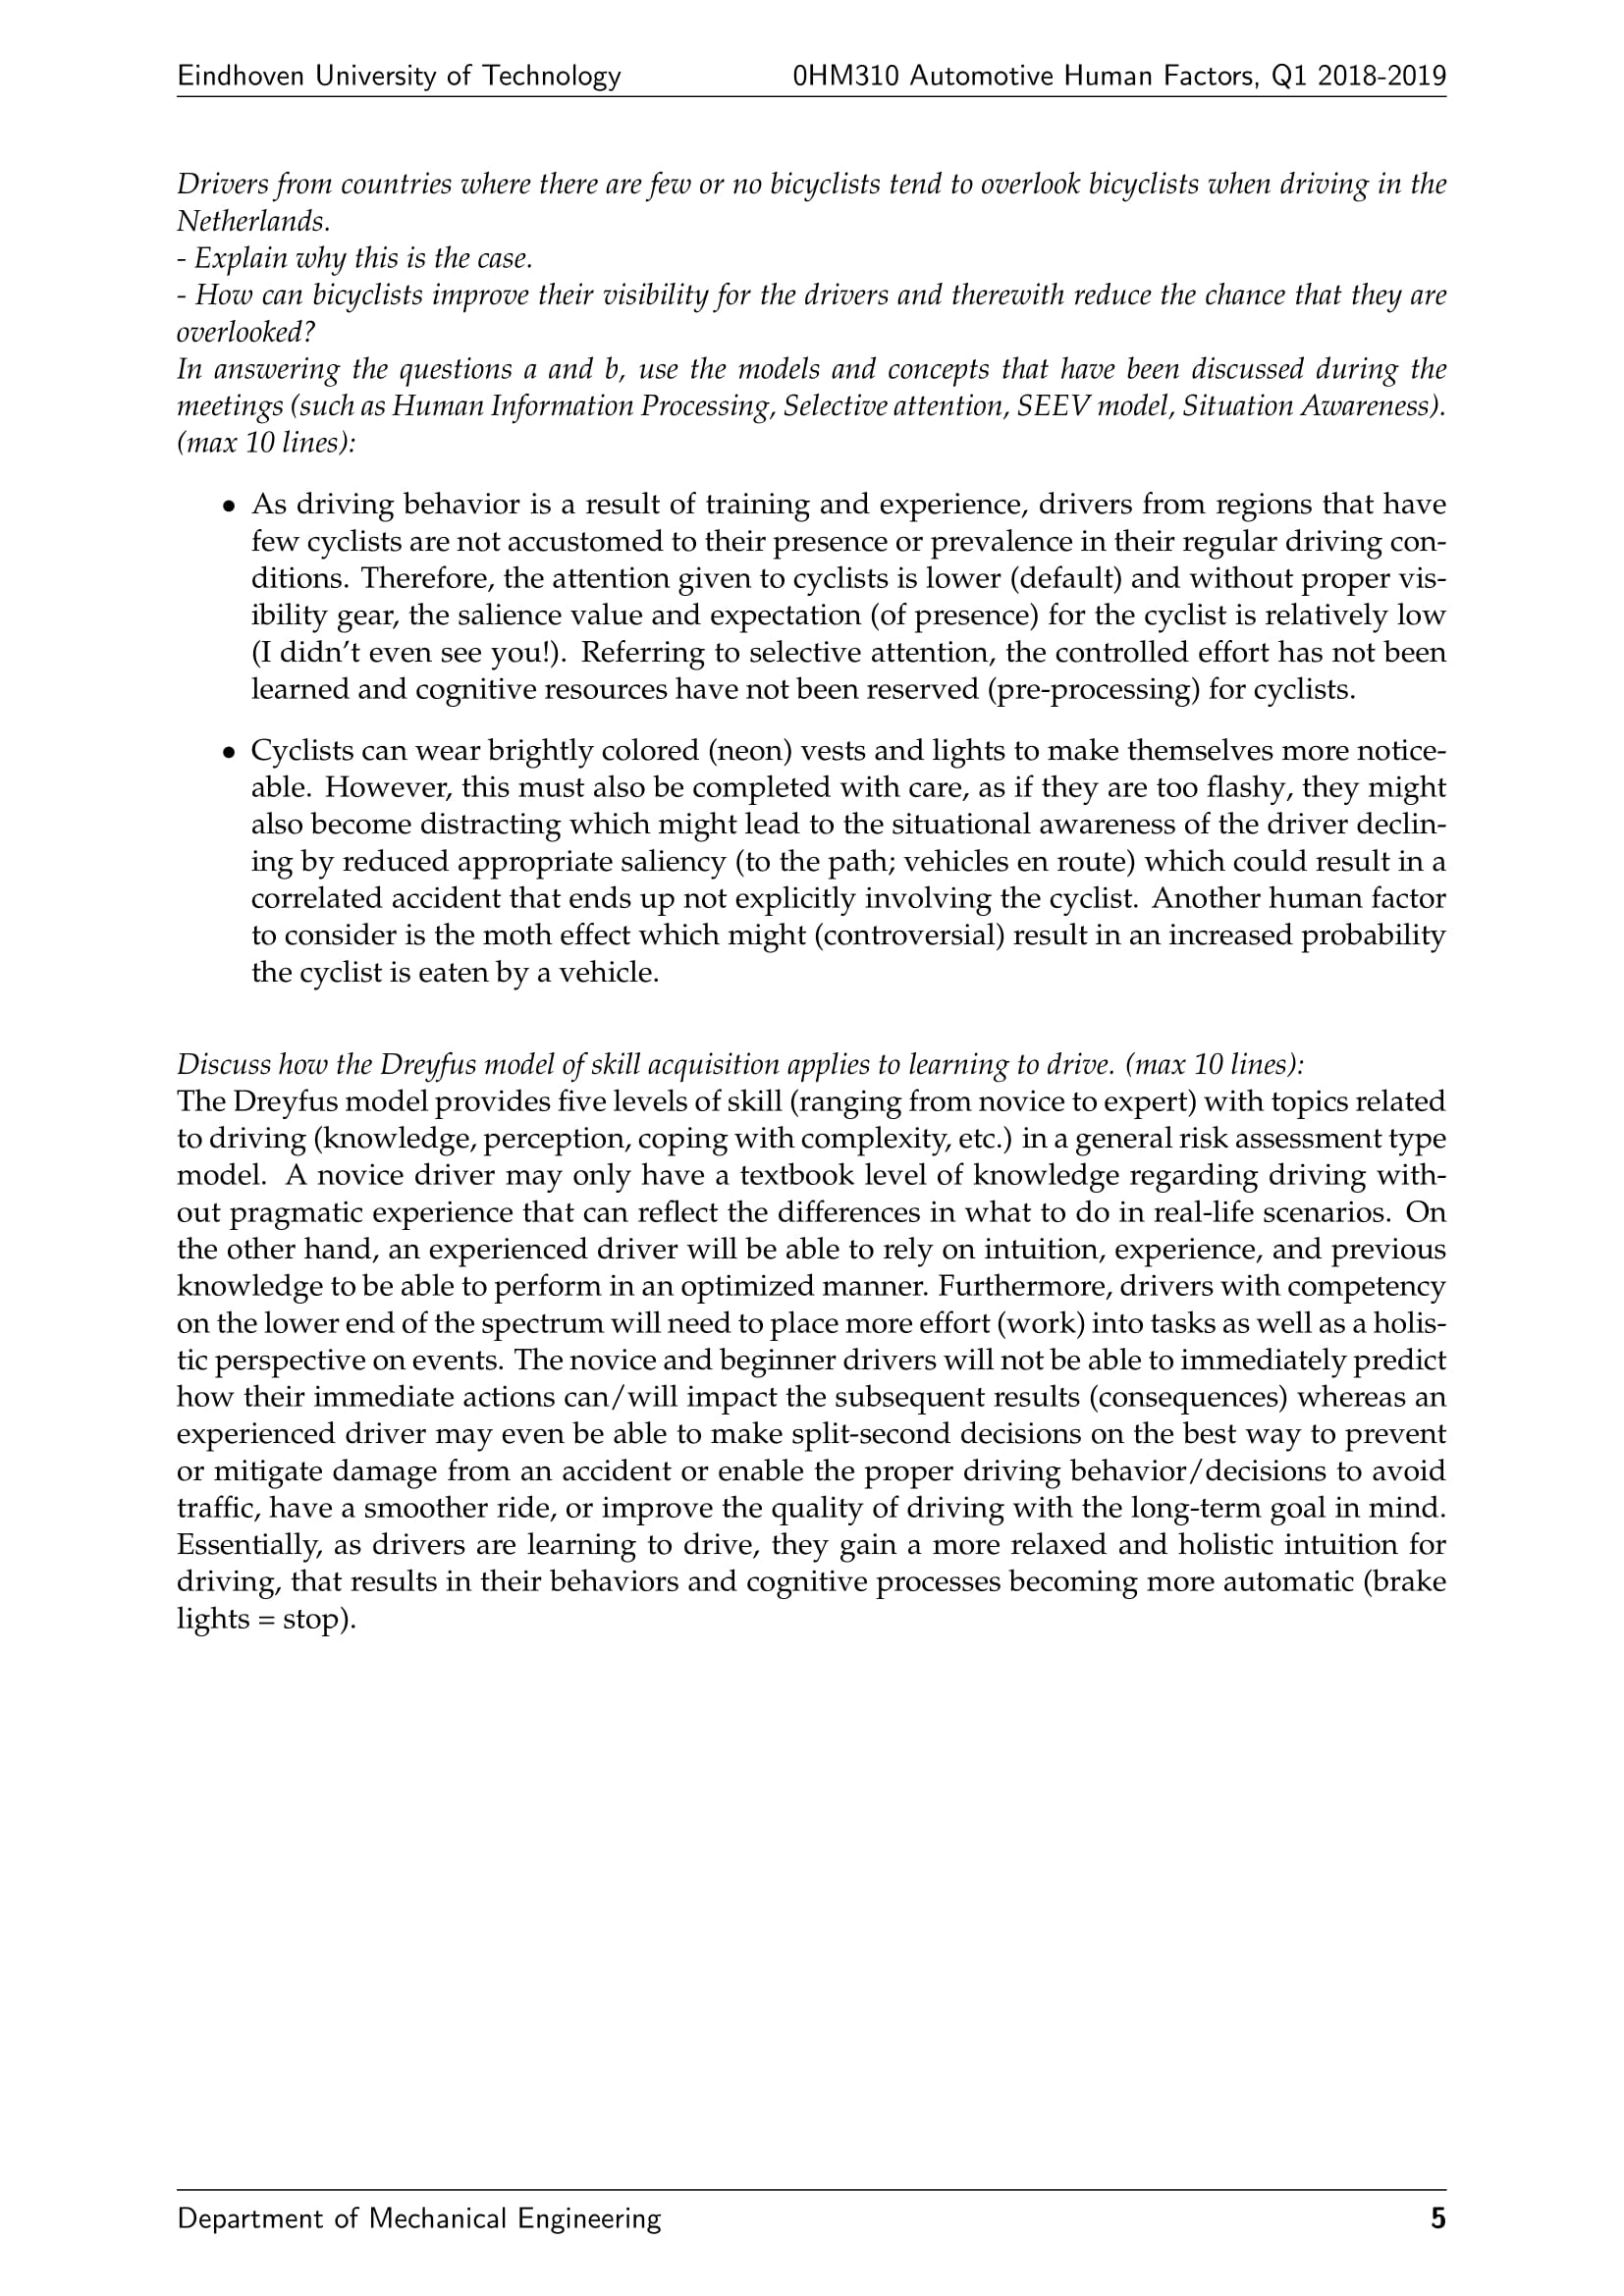 Eindhoven University of Technology 0HM310 Automotive Human Factors, Q1 2018-2019
Drivers from countries where there are few or no bicyclists tend to overlook bicyclists when driving in the
Netherlands.
- Explain why this is the case.
- How can bicyclists improve their visibility for the drivers and therewith reduce the chance that they are
overlooked?
In answering the questions a and b, use the models and concepts that have been discussed during the
meetings (such as Human Information Processing, Selective attention, SEEV model, Situation Awareness).
(max 10 lines):
• As driving behavior is a result of training and experience, drivers from regions that have
few cyclists are not accustomed to their presence or prevalence in their regular driving con-
ditions. Therefore, the attention given to cyclists is lower (default) and without proper vis-
ibility gear, the salience value and expectation (of presence) for the cyclist is relatively low
(I didn't even see you!). Referring to selective attention, the controlled effort has not been
learned and cognitive resources have not been reserved (pre-processing) for cyclists.
• Cyclists can wear brightly colored (neon) vests and lights to make themselves more notice-
able. However, this must also be completed with care, as if they are too flashy, they might
also become distracting which might lead to the situational awareness of the driver declin-
ing by reduced appropriate saliency (to the path; vehicles en route) which could result in a
correlated accident that ends up not explicitly involving the cyclist. Another human factor
to consider is the moth effect which might (controversial) result in an increased probability
the cyclist is eaten by a vehicle.
Discuss how the Dreyfus model of skill acquisition applies to learning to drive. (max 10 lines):
The Dreyfus model provides five levels of skill (ranging from novice to expert) with topics related
to driving (knowledge, perception, coping with complexity, etc.) in a general risk assessment type
model. A novice driver may only have a textbook level of knowledge regarding driving with-
out pragmatic experience that can reflect the differences in what to do in real-life scenarios. On
the other hand, an experienced driver will be able to rely on intuition, experience, and previous
knowledge to be able to perform in an optimized manner. Furthermore, drivers with competency
on the lower end of the spectrum will need to place more effort (work) into tasks as well as a holis-
tic perspective on events. The novice and beginner drivers will not be able to immediately predict
how their immediate actions can/will impact the subsequent results (consequences) whereas an
experienced driver may even be able to make split-second decisions on the best way to prevent
or mitigate damage from an accident or enable the proper driving behavior/decisions to avoid
traffic, have a smoother ride, or improve the quality of driving with the long-term goal in mind.
Essentially, as drivers are learning to drive, they gain a more relaxed and holistic intuition for
driving, that results in their behaviors and cognitive processes becoming more automatic (brake
lights = stop).
Department of Mechanical Engineering 5